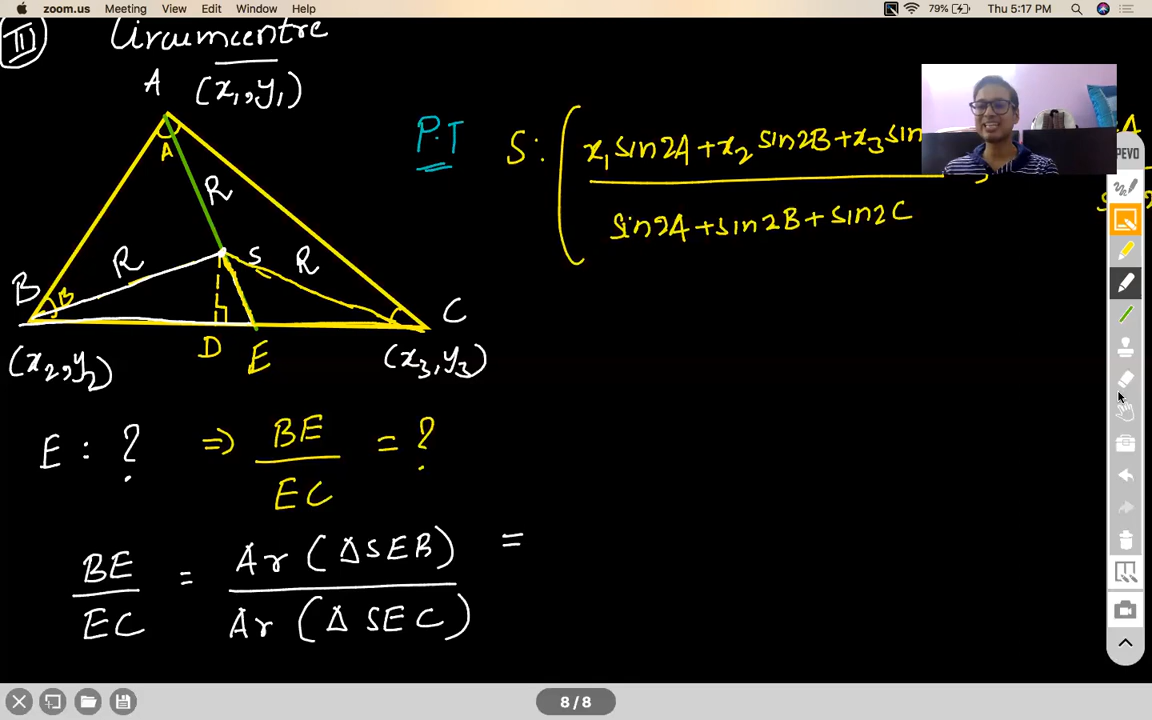 zoom.us Meeting View Edit Window Help 79% Thu 5:17 PM
III Circumcentre
A (x₁,y₁)
P.T S: ( x₁ sin2A + x₂ sin2B + x₃ sin
sin2A + sin2B + sin2C
A
R
R S R
B B C
D E
(x₂,y₂) (x₃,y₃)
E : ? ⇒ BE/EC = ?
BE/EC = Ar (ΔSEB)/Ar (ΔSEC) =
8 / 8